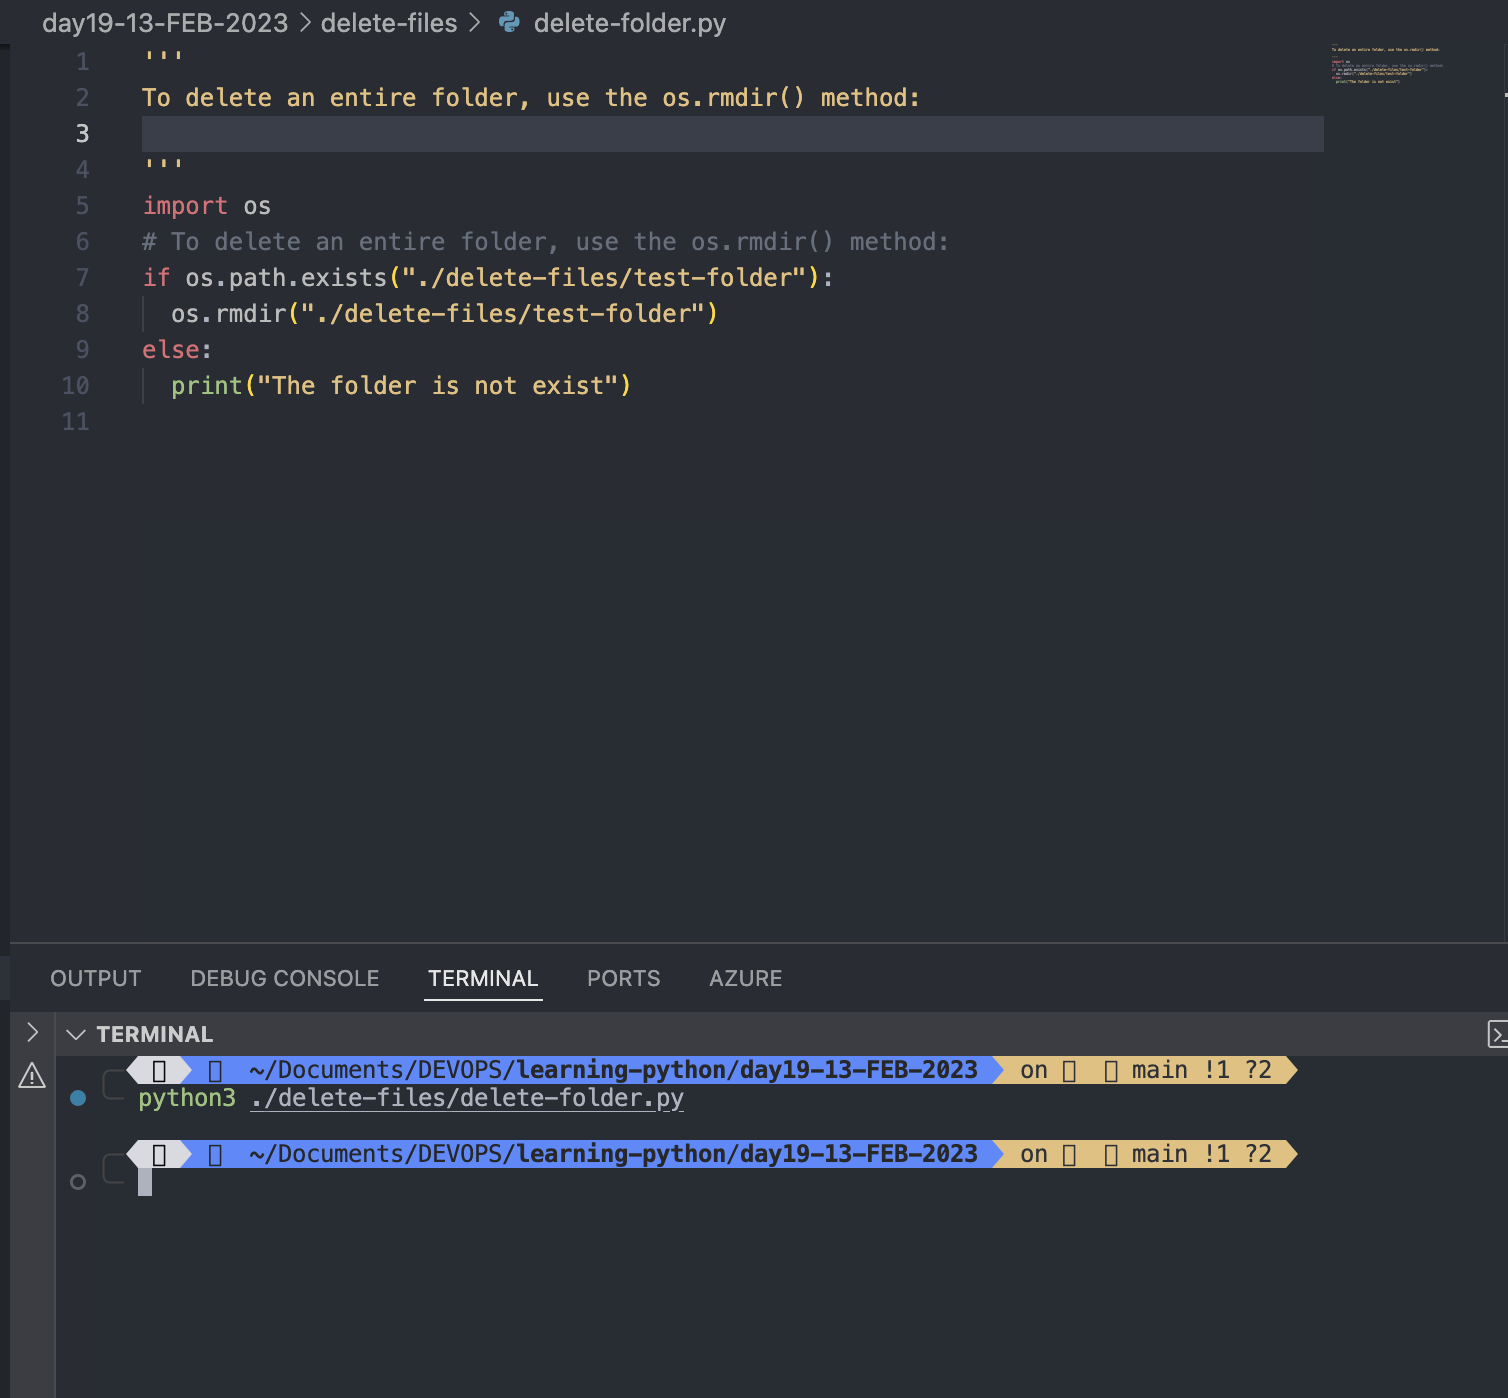 day19-13-FEB-2023 > delete-files > delete-folder.py
1 '''
2 To delete an entire folder, use the os.rmdir() method:
3
4 '''
5 import os
6 # To delete an entire folder, use the os.rmdir() method:
7 if os.path.exists("./delete-files/test-folder"):
8 os.rmdir("./delete-files/test-folder")
9 else:
10 print("The folder is not exist")
11
OUTPUT DEBUG CONSOLE TERMINAL PORTS AZURE
TERMINAL
~/Documents/DEVOPS/learning-python/day19-13-FEB-2023 on main !1 ?2
python3 ./delete-files/delete-folder.py
~/Documents/DEVOPS/learning-python/day19-13-FEB-2023 on main !1 ?2